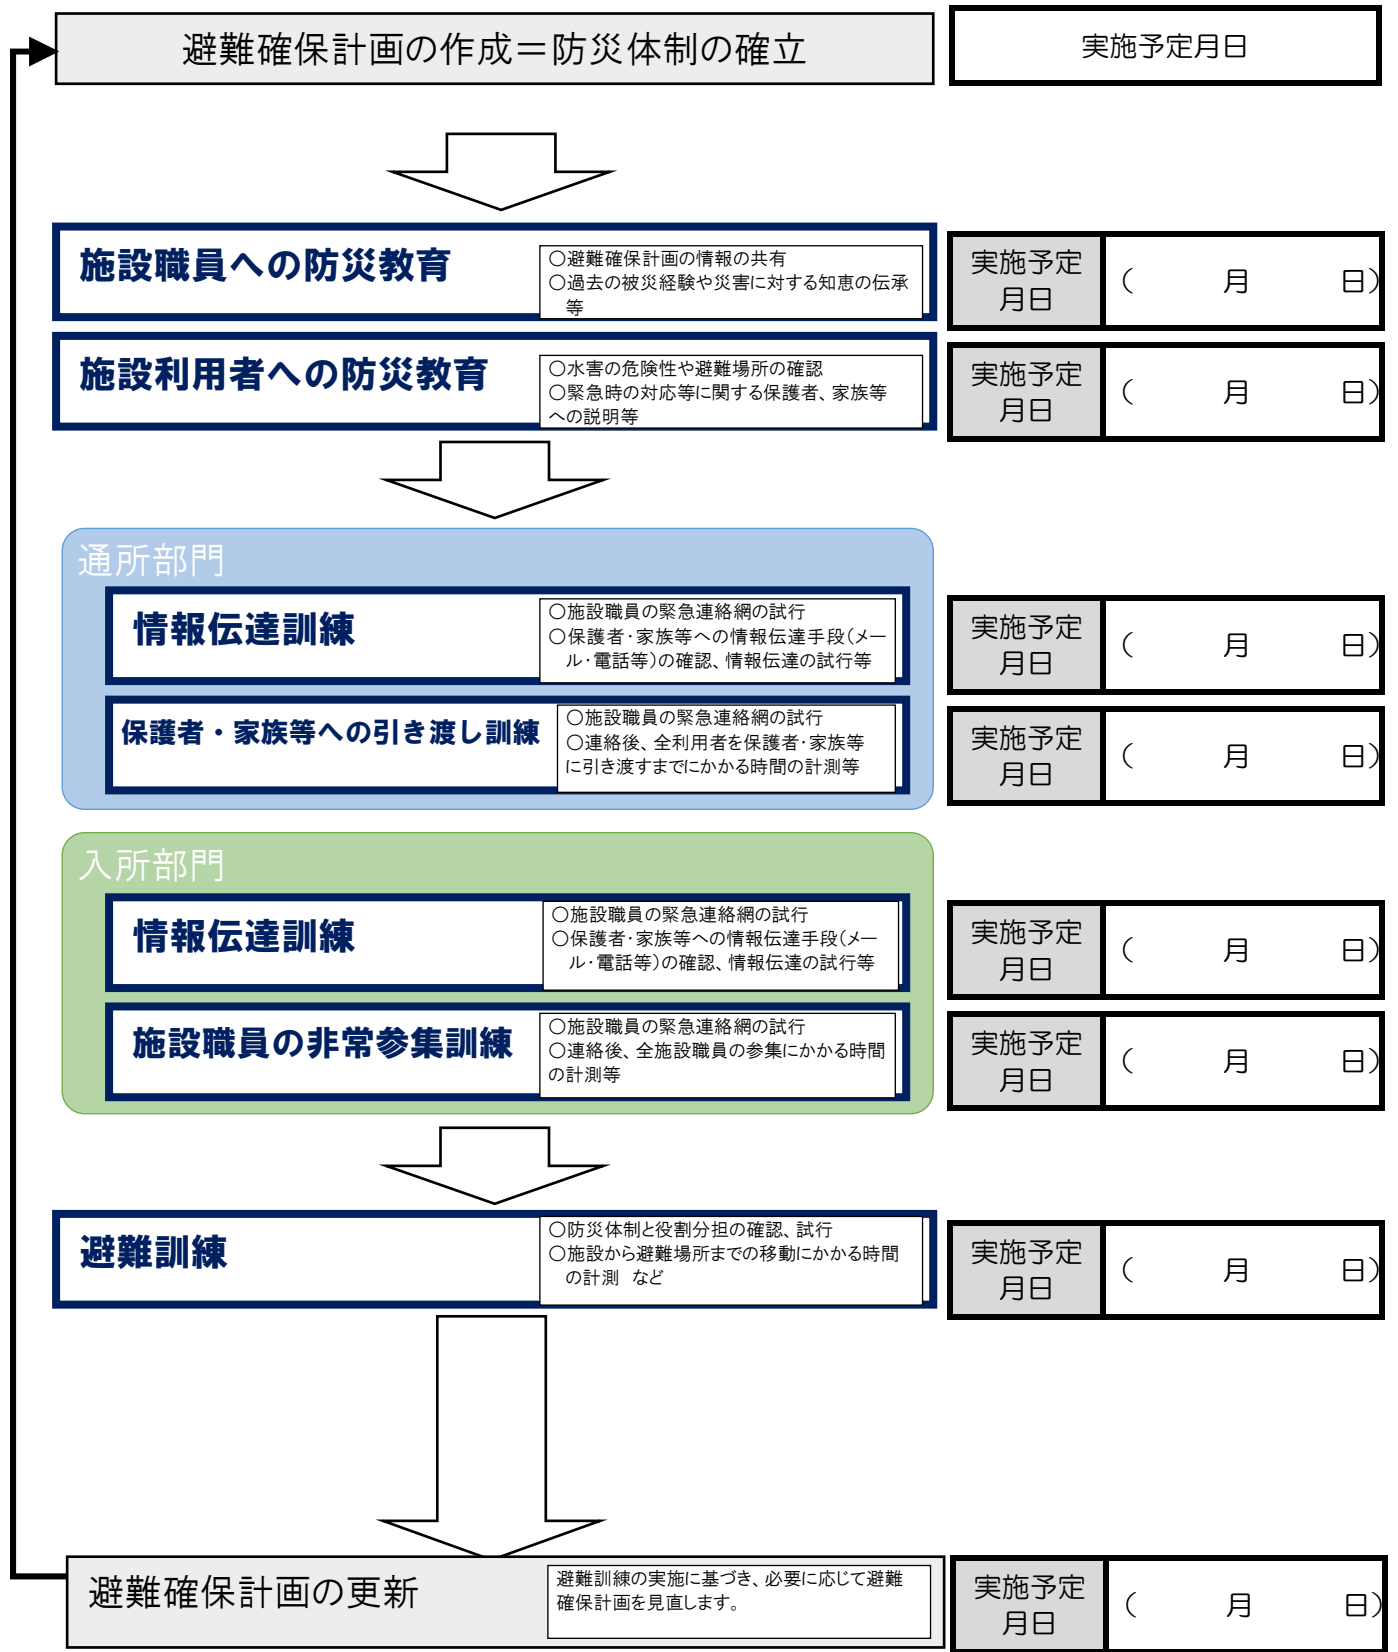 避難確保計画の作成＝防災体制の確立
実施予定月日
施設職員への防災教育
○避難確保計画の情報の共有
○過去の被災経験や災害に対する知恵の伝承
等
実施予定
月日
（　　月　　日）
施設利用者への防災教育
○水害の危険性や避難場所の確認
○緊急時の対応等に関する保護者、家族等
への説明等
実施予定
月日
（　　月　　日）
通所部門
情報伝達訓練
○施設職員の緊急連絡網の試行
○保護者・家族等への情報伝達手段（メー
ル・電話等）の確認、情報伝達の試行等
実施予定
月日
（　　月　　日）
保護者・家族等への引き渡し訓練
○施設職員の緊急連絡網の試行
○連絡後、全利用者を保護者・家族等
に引き渡すまでにかかる時間の計測等
実施予定
月日
（　　月　　日）
入所部門
情報伝達訓練
○施設職員の緊急連絡網の試行
○保護者・家族等への情報伝達手段（メー
ル・電話等）の確認、情報伝達の試行等
実施予定
月日
（　　月　　日）
施設職員の非常参集訓練
○施設職員の緊急連絡網の試行
○連絡後、全施設職員の参集にかかる時間
の計測等
実施予定
月日
（　　月　　日）
避難訓練
○防災体制と役割分担の確認、試行
○施設から避難場所までの移動にかかる時間
の計測　など
実施予定
月日
（　　月　　日）
避難確保計画の更新
避難訓練の実施に基づき、必要に応じて避難
確保計画を見直します。
実施予定
月日
（　　月　　日）